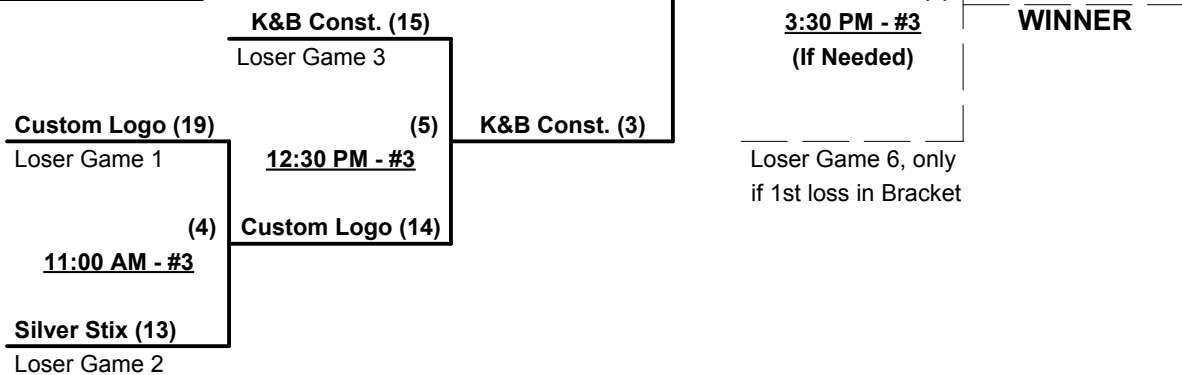 K&B Const. (15)
Loser Game 3
3:30 PM - #3
(If Needed)
WINNER
Custom Logo (19)
Loser Game 1
(5)
12:30 PM - #3
K&B Const. (3)
Loser Game 6, only
if 1st loss in Bracket
(4)
11:00 AM - #3
Custom Logo (14)
Silver Stix (13)
Loser Game 2